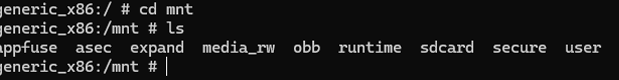 generic_x86:/ # cd mnt
generic_x86:/mnt # ls
appfuse asec expand media_rw obb runtime sdcard secure user
generic_x86:/mnt #